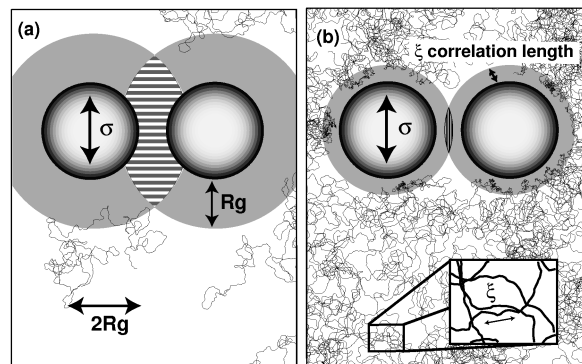 (a)
σ
Rg
2Rg
(b)
ξ correlation length
σ
ξ